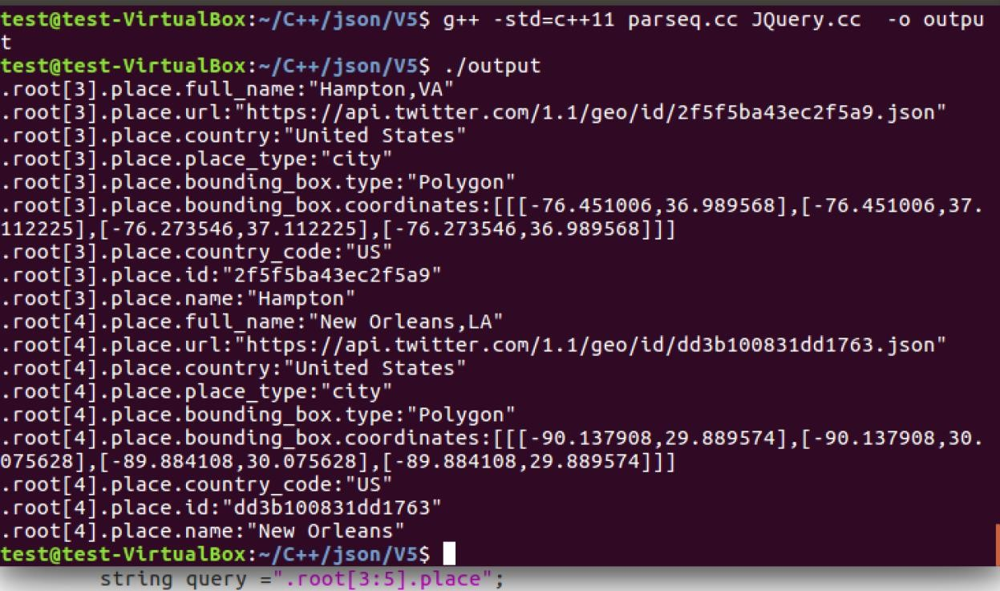 test@test-VirtualBox:~/C++/json/V5$ g++ -std=c++11 parseq.cc JQuery.cc  -o outpu
t
test@test-VirtualBox:~/C++/json/V5$ ./output
.root[3].place.full_name:"Hampton,VA"
.root[3].place.url:"https://api.twitter.com/1.1/geo/id/2f5f5ba43ec2f5a9.json"
.root[3].place.country:"United States"
.root[3].place.place_type:"city"
.root[3].place.bounding_box.type:"Polygon"
.root[3].place.bounding_box.coordinates:[[[-76.451006,36.989568],[-76.451006,37.
112225],[-76.273546,37.112225],[-76.273546,36.989568]]]
.root[3].place.country_code:"US"
.root[3].place.id:"2f5f5ba43ec2f5a9"
.root[3].place.name:"Hampton"
.root[4].place.full_name:"New Orleans,LA"
.root[4].place.url:"https://api.twitter.com/1.1/geo/id/dd3b100831dd1763.json"
.root[4].place.country:"United States"
.root[4].place.place_type:"city"
.root[4].place.bounding_box.type:"Polygon"
.root[4].place.bounding_box.coordinates:[[[-90.137908,29.889574],[-90.137908,30.
075628],[-89.884108,30.075628],[-89.884108,29.889574]]]
.root[4].place.country_code:"US"
.root[4].place.id:"dd3b100831dd1763"
.root[4].place.name:"New Orleans"
test@test-VirtualBox:~/C++/json/V5$
string query =".root[3:5].place";